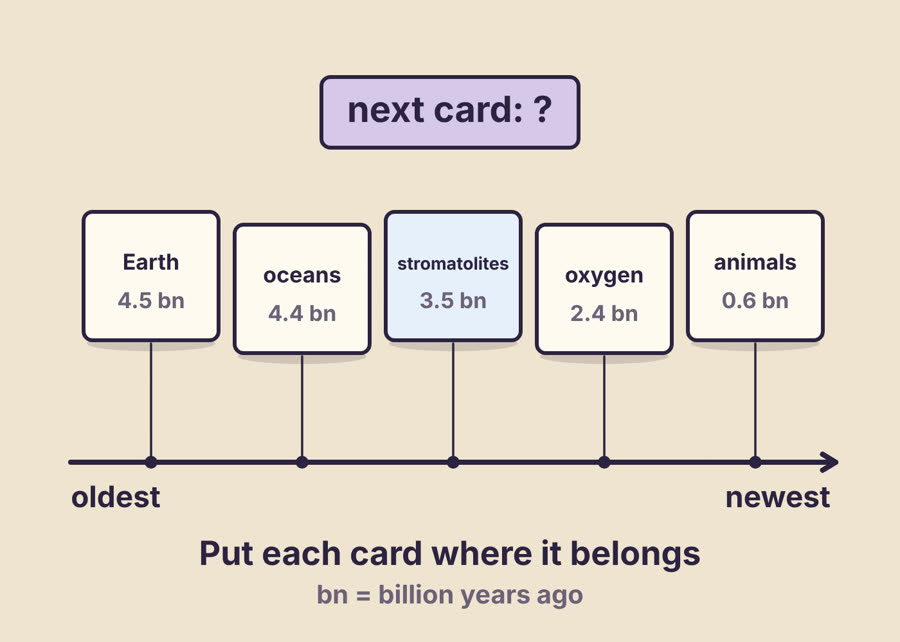 next card: ?
Earth
4.5 bn
oceans
4.4 bn
stromatolites
3.5 bn
oxygen
2.4 bn
animals
0.6 bn
oldest
newest
Put each card where it belongs
bn = billion years ago